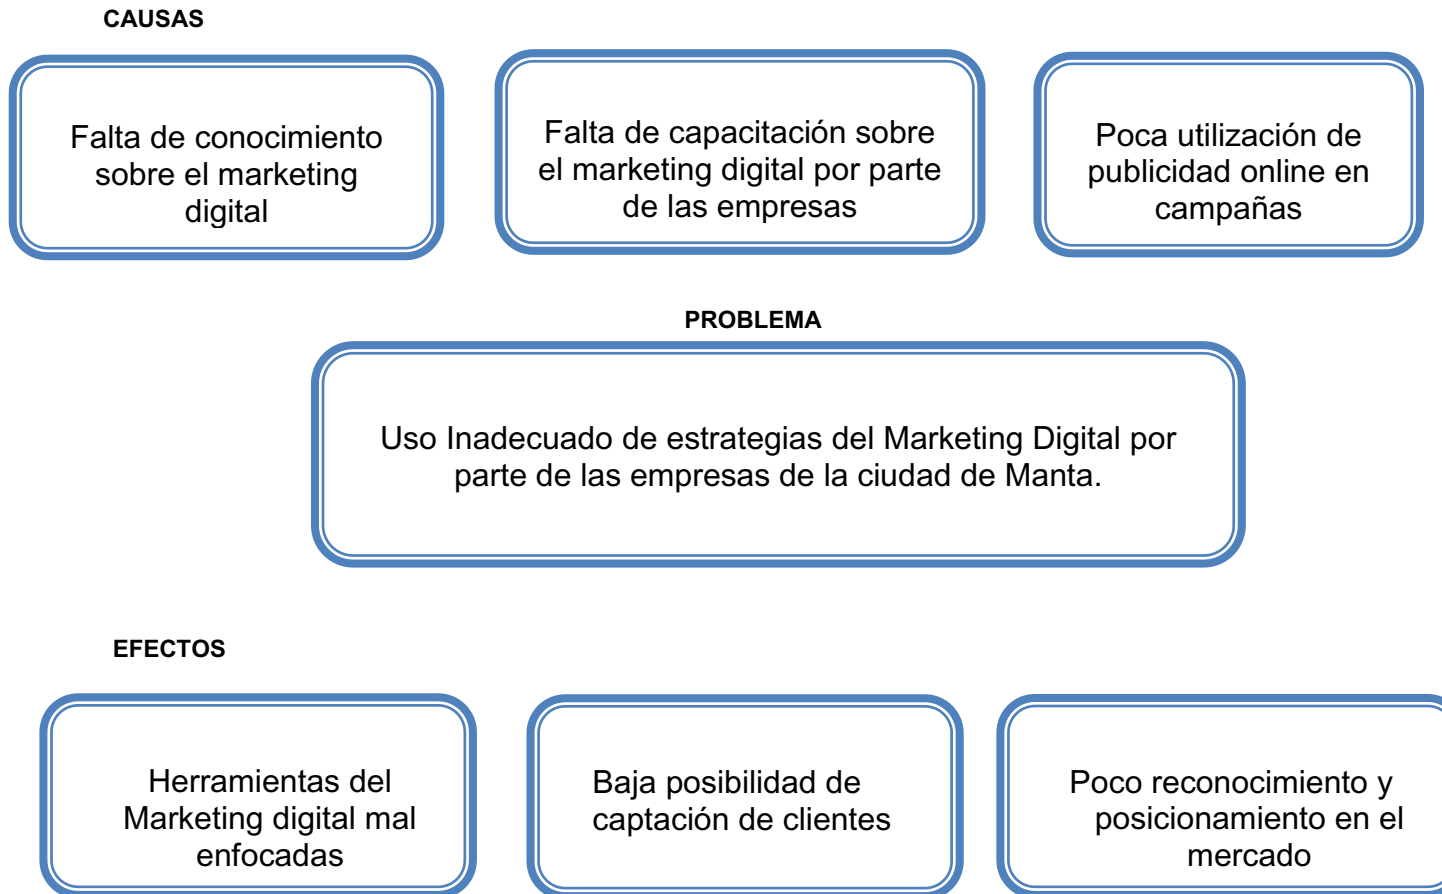 CAUSAS
Falta de conocimiento
sobre el marketing
digital
Falta de capacitación sobre
el marketing digital por parte
de las empresas
Poca utilización de
publicidad online en
campañas
PROBLEMA
Uso Inadecuado de estrategias del Marketing Digital por
parte de las empresas de la ciudad de Manta.
EFECTOS
Herramientas del
Marketing digital mal
enfocadas
Baja posibilidad de
captación de clientes
Poco reconocimiento y
posicionamiento en el
mercado